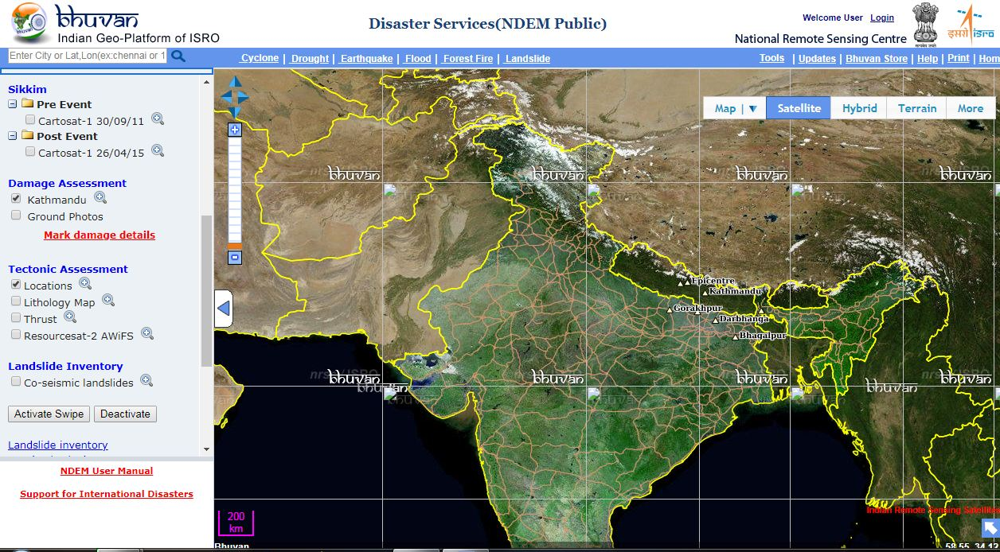 bhuvan
Indian Geo-Platform of ISRO
Disaster Services(NDEM Public)
Welcome User Login
National Remote Sensing Centre
सत्यमेव जयते
इसरो isro
Enter City or Lat,Lon(ex:chennai or 1
Cyclone | Drought | Earthquake | Flood | Forest Fire | Landslide
Tools | Updates | Bhuvan Store | Help | Print | Hom
Sikkim
Pre Event
Cartosat-1 30/09/11
Post Event
Cartosat-1 26/04/15
Damage Assessment
Kathmandu
Ground Photos
Mark damage details
Tectonic Assessment
Locations
Lithology Map
Thrust
Resourcesat-2 AWiFS
Landslide Inventory
Co-seismic landslides
Activate Swipe Deactivate
Landslide inventory
NDEM User Manual
Support for International Disasters
Map | ▼ Satellite Hybrid Terrain More
bhuvan bhuvan bhuvan bhuvan
Epicentre
Kathmandu
Gorakhpur
Darbhanga
Bhagalpur
bhuvan bhuvan bhuvan bhuvan
bhuvan bhuvan
Indian Remote Sensing Satellites
200
km
Bhuvan